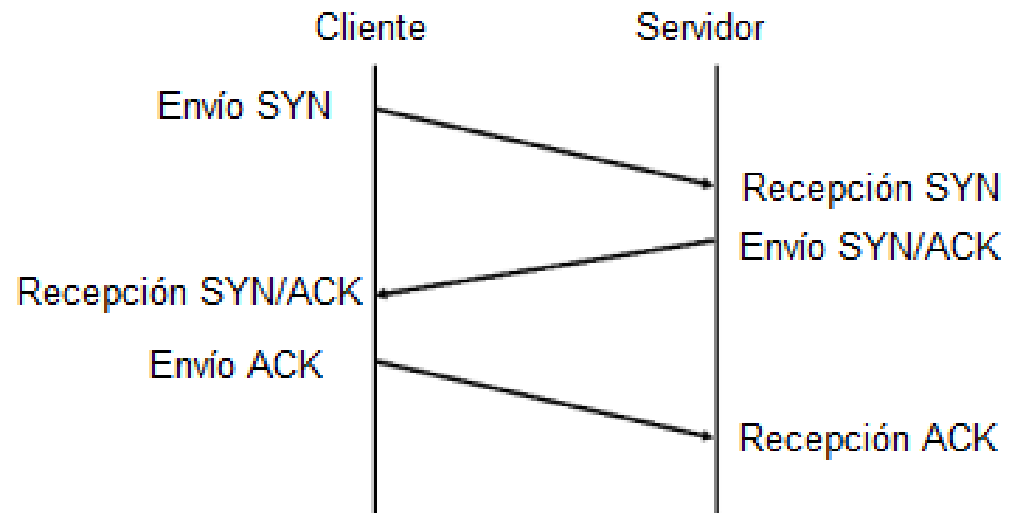 Cliente
Servidor
Envío SYN
Recepción SYN
Envío SYN/ACK
Recepción SYN/ACK
Envío ACK
Recepción ACK